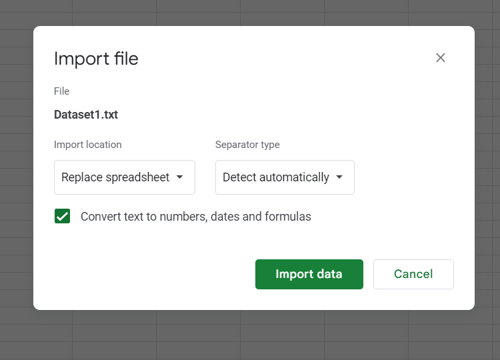 Import file
File
Dataset1.txt
Import location
Separator type
Replace spreadsheet
Detect automatically
Convert text to numbers, dates and formulas
Import data
Cancel